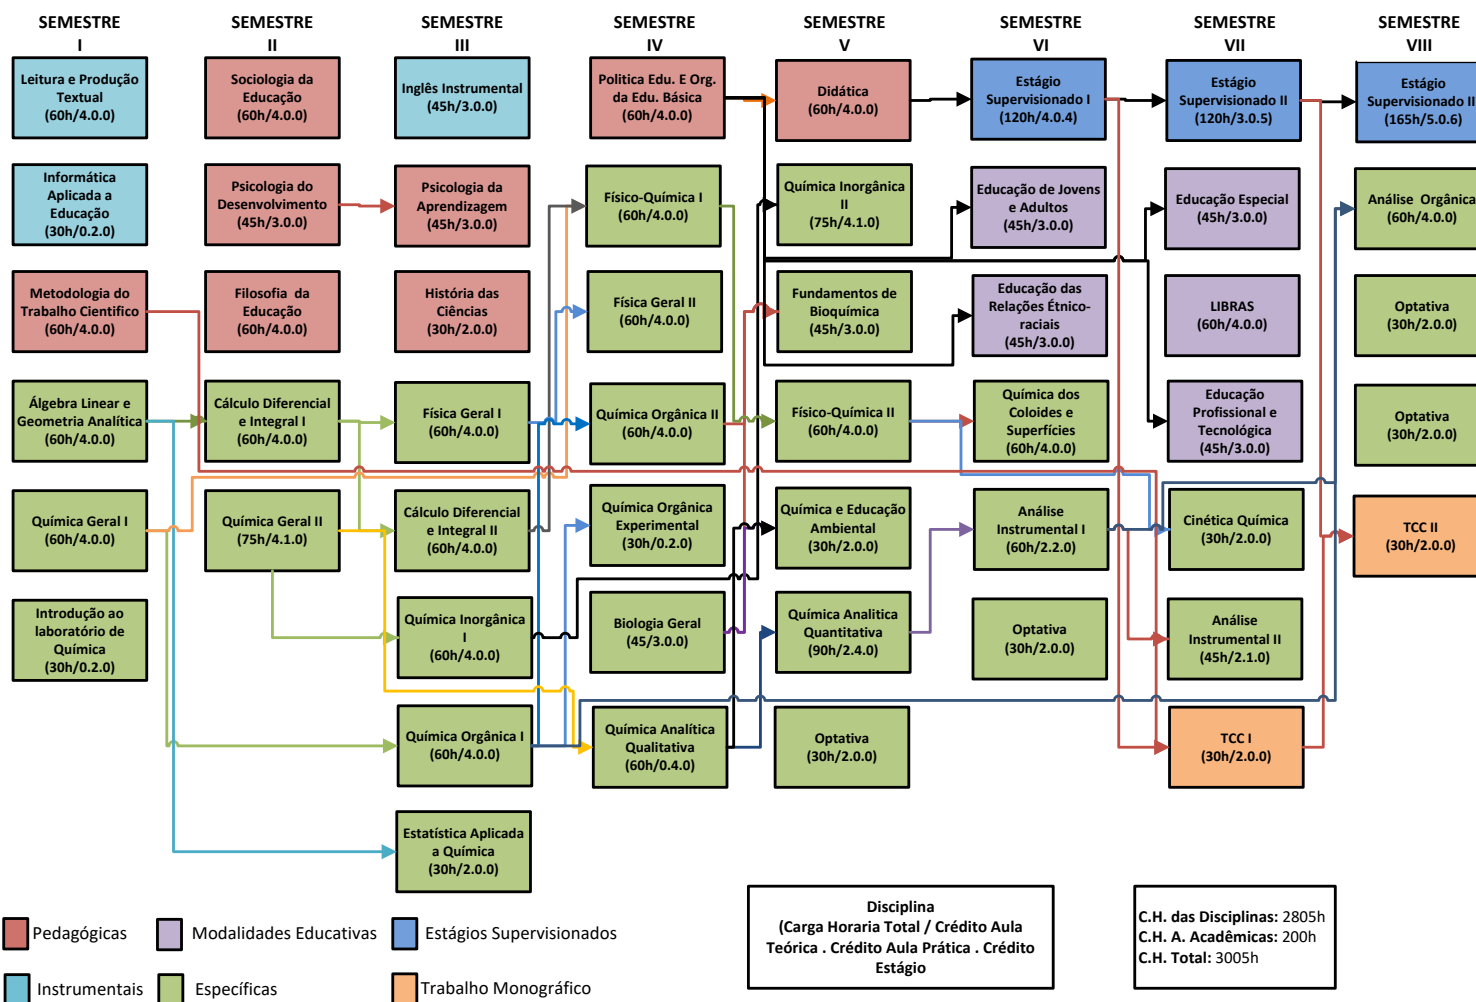 SEMESTRE
I
SEMESTRE
II
SEMESTRE
III
SEMESTRE
IV
SEMESTRE
V
SEMESTRE
VI
SEMESTRE
VII
SEMESTRE
VIII
Leitura e Produção
Textual
(60h/4.0.0)
Sociologia da
Educação
(60h/4.0.0)
Inglês Instrumental
(45h/3.0.0)
Politica Edu. E Org.
da Edu. Básica
(60h/4.0.0)
Didática
(60h/4.0.0)
Estágio
Supervisionado I
(120h/4.0.4)
Estágio
Supervisionado II
(120h/3.0.5)
Estágio
Supervisionado II
(165h/5.0.6)
Informática
Aplicada a
Educação
(30h/0.2.0)
Psicologia do
Desenvolvimento
(45h/3.0.0)
Psicologia da
Aprendizagem
(45h/3.0.0)
Físico-Química I
(60h/4.0.0)
Química Inorgânica
II
(75h/4.1.0)
Educação de Jovens
e Adultos
(45h/3.0.0)
Educação Especial
(45h/3.0.0)
Análise Orgânica
(60h/4.0.0)
Metodologia do
Trabalho Cientifico
(60h/4.0.0)
Filosofia da
Educação
(60h/4.0.0)
História das
Ciências
(30h/2.0.0)
Física Geral II
(60h/4.0.0)
Fundamentos de
Bioquímica
(45h/3.0.0)
Educação das
Relações Étnico-
raciais
(45h/3.0.0)
LIBRAS
(60h/4.0.0)
Optativa
(30h/2.0.0)
Álgebra Linear e
Geometria Analítica
(60h/4.0.0)
Cálculo Diferencial
e Integral I
(60h/4.0.0)
Física Geral I
(60h/4.0.0)
Química Orgânica II
(60h/4.0.0)
Físico-Química II
(60h/4.0.0)
Química dos
Coloides e
Superfícies
(60h/4.0.0)
Educação
Profissional e
Tecnológica
(45h/3.0.0)
Optativa
(30h/2.0.0)
Química Geral I
(60h/4.0.0)
Química Geral II
(75h/4.1.0)
Cálculo Diferencial
e Integral II
(60h/4.0.0)
Química Orgânica
Experimental
(30h/0.2.0)
Química e Educação
Ambiental
(30h/2.0.0)
Análise
Instrumental I
(60h/2.2.0)
Cinética Química
(30h/2.0.0)
TCC II
(30h/2.0.0)
Introdução ao
laboratório de
Química
(30h/0.2.0)
Química Inorgânica
I
(60h/4.0.0)
Biologia Geral
(45/3.0.0)
Química Analitica
Quantitativa
(90h/2.4.0)
Optativa
(30h/2.0.0)
Análise
Instrumental II
(45h/2.1.0)
Química Orgânica I
(60h/4.0.0)
Química Analítica
Qualitativa
(60h/0.4.0)
Optativa
(30h/2.0.0)
TCC I
(30h/2.0.0)
Estatística Aplicada
a Química
(30h/2.0.0)
Pedagógicas
Modalidades Educativas
Estágios Supervisionados
Instrumentais
Específicas
Trabalho Monográfico
Disciplina
(Carga Horaria Total / Crédito Aula
Teórica . Crédito Aula Prática . Crédito
Estágio
C.H. das Disciplinas: 2805h
C.H. A. Acadêmicas: 200h
C.H. Total: 3005h